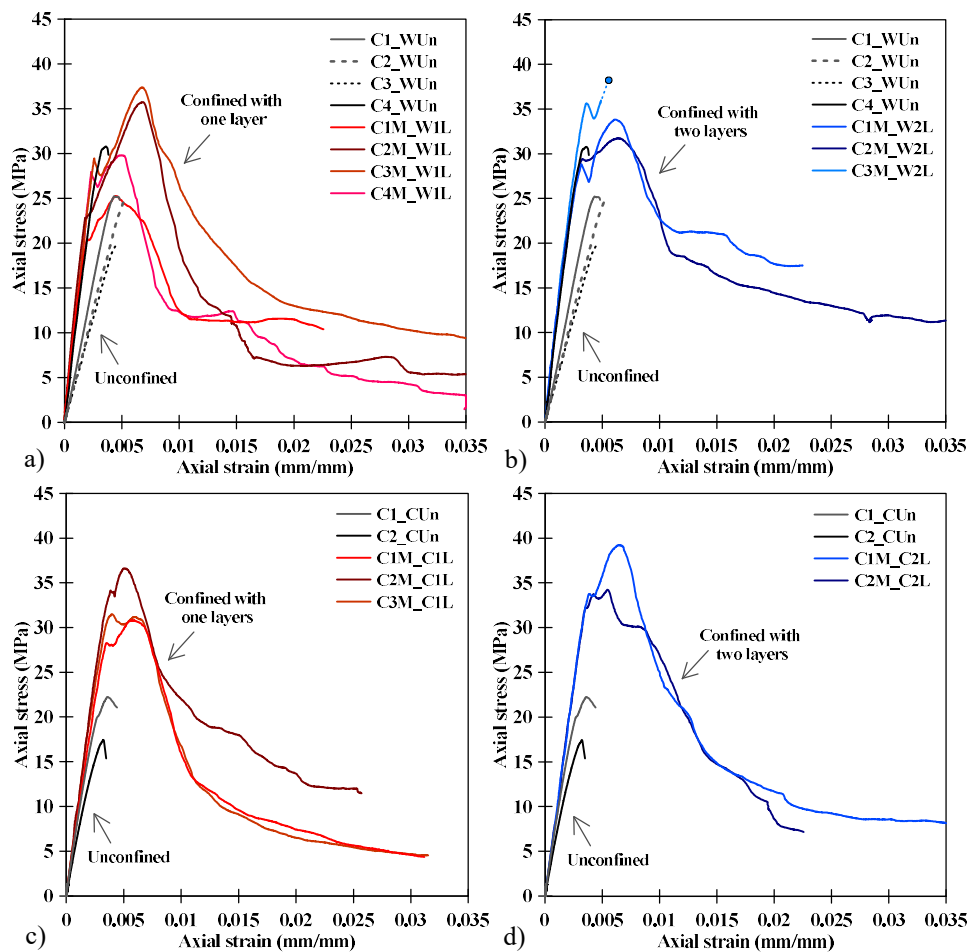 45
40
35
30
25
20
15
10
5
0
Axial stress (MPa)
C1_WUn
C2_WUn
C3_WUn
C4_WUn
C1M_W1L
C2M_W1L
C3M_W1L
C4M_W1L
Confined with
one layer
Unconfined
0 0.005 0.01 0.015 0.02 0.025 0.03 0.035
Axial strain (mm/mm)
a)
45
40
35
30
25
20
15
10
5
0
Axial stress (MPa)
C1_WUn
C2_WUn
C3_WUn
C4_WUn
C1M_W2L
C2M_W2L
C3M_W2L
Confined with
two layers
Unconfined
0 0.005 0.01 0.015 0.02 0.025 0.03 0.035
Axial strain (mm/mm)
b)
45
40
35
30
25
20
15
10
5
0
Axial stress (MPa)
C1_CUn
C2_CUn
C1M_C1L
C2M_C1L
C3M_C1L
Confined with
one layers
Unconfined
0 0.005 0.01 0.015 0.02 0.025 0.03 0.035
Axial strain (mm/mm)
c)
45
40
35
30
25
20
15
10
5
0
Axial stress (MPa)
C1_CUn
C2_CUn
C1M_C2L
C2M_C2L
Confined with
two layers
Unconfined
0 0.005 0.01 0.015 0.02 0.025 0.03 0.035
Axial strain (mm/mm)
d)